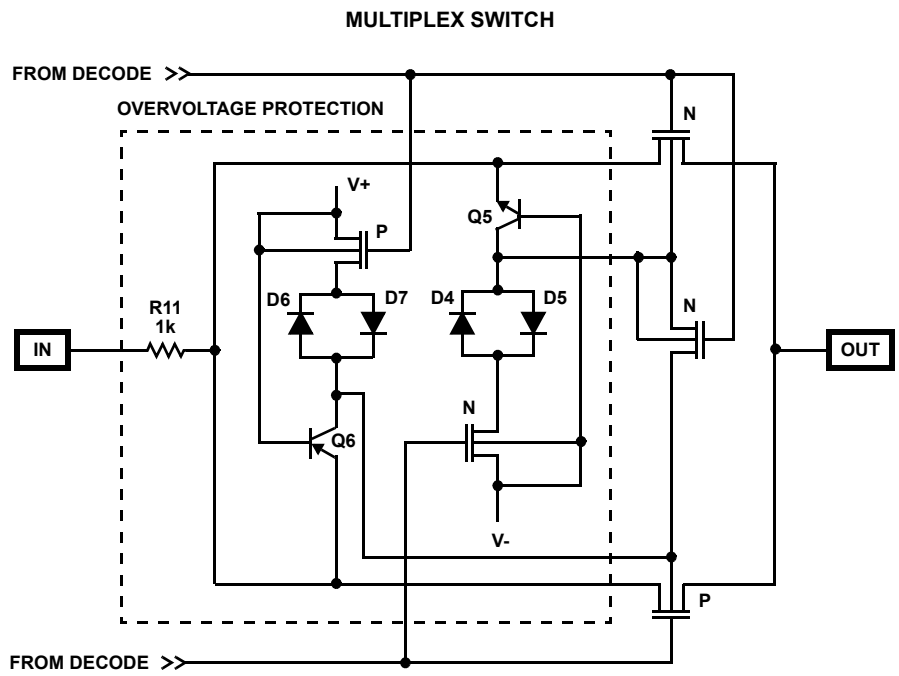 MULTIPLEX SWITCH
FROM DECODE
OVERVOLTAGE PROTECTION
N
V+
Q5
P
D6
D7
D4
D5
N
R11
1k
IN
OUT
N
Q6
V-
P
FROM DECODE